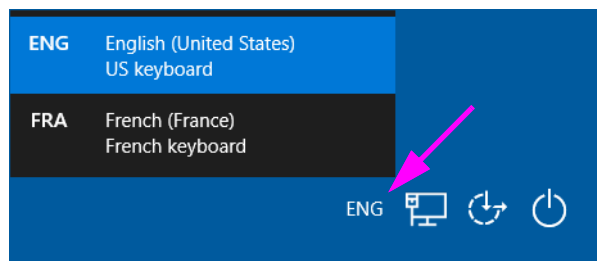 ENG English (United States)
US keyboard
FRA French (France)
French keyboard
ENG